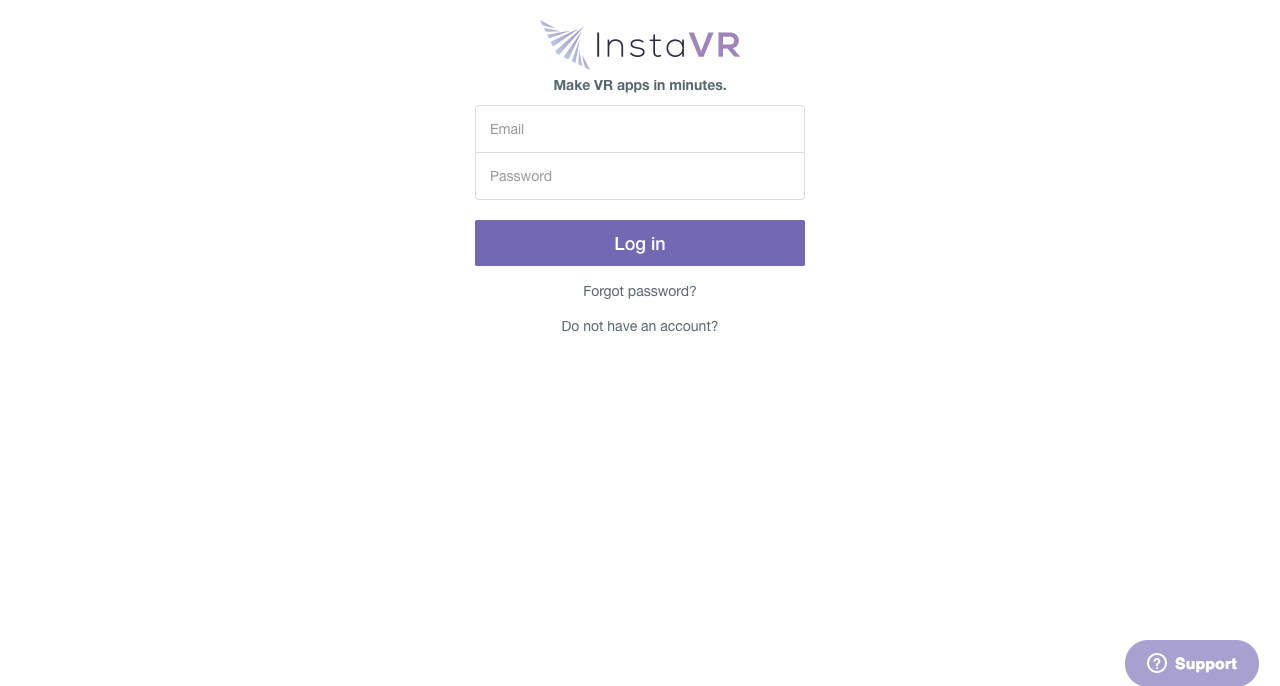 InstaVR
Make VR apps in minutes.
Email
Password
Log in
Forgot password?
Do not have an account?
Support